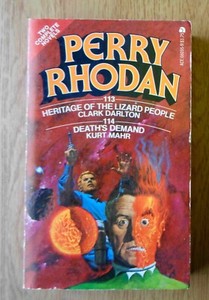 TWO
COMPLETE
NOVELS
PERRY
RHODAN
113
HERITAGE OF THE LIZARD PEOPLE
CLARK DARLTON
114
DEATH'S DEMAND
KURT MAHR